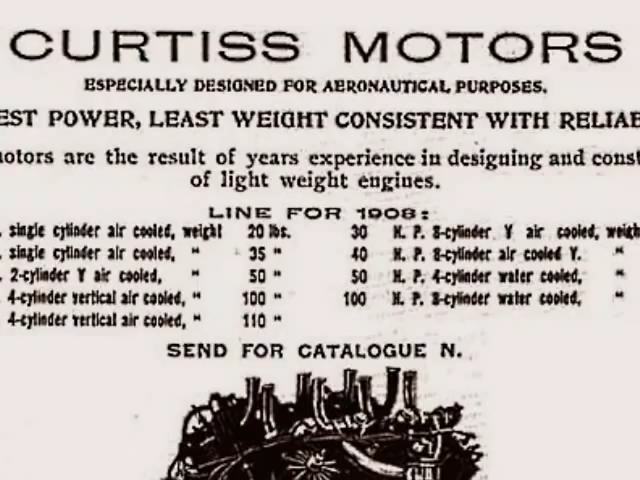 CURTISS MOTORS
ESPECIALLY DESIGNED FOR AERONAUTICAL PURPOSES.
EST POWER, LEAST WEIGHT CONSISTENT WITH RELIAB
otors are the result of years experience in designing and const
of light weight engines.
LINE FOR 1908:
. single cylinder air cooled, weight 20 lbs. 30 H. P. 8-cylinder Y air cooled, weigh
. single cylinder air cooled, " 35 " 40 H. P. 8-cylinder air cooled Y. "
. 2-cylinder Y air cooled, " 50 " 50 H. P. 4-cylinder water cooled, "
. 4-cylinder vertical air cooled, " 100 " 100 H. P. 8-cylinder water cooled, "
4-cylinder vertical air cooled, " 110 "
SEND FOR CATALOGUE N.